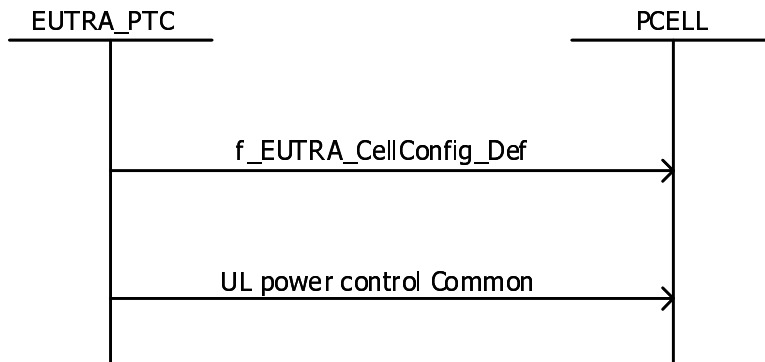 EUTRA_PTC
PCELL
f_EUTRA_CellConfig_Def
UL power control Common